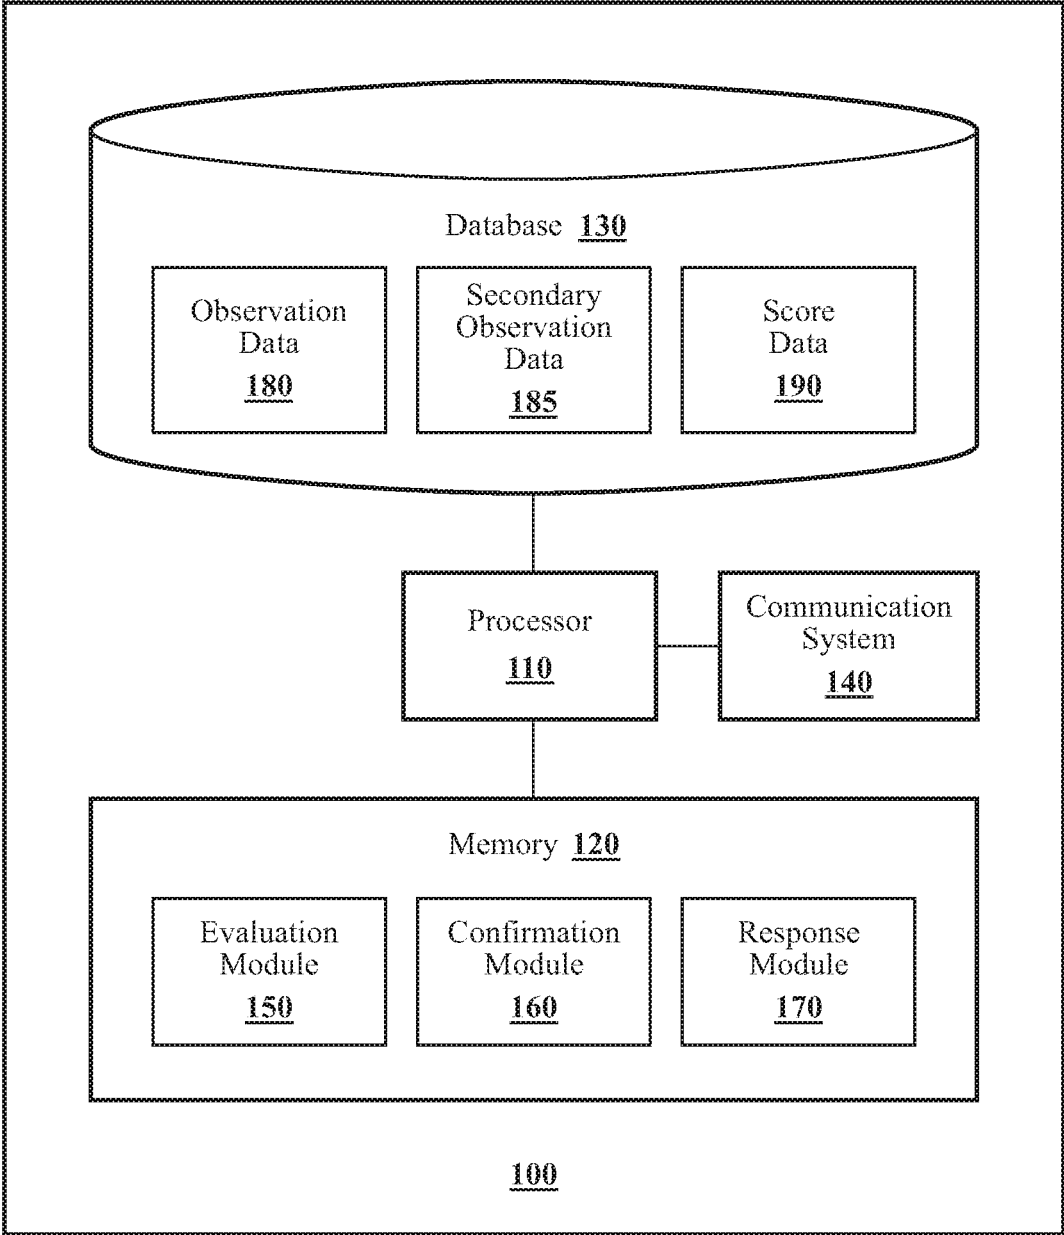 Database 130
Observation
Data
180
Secondary
Observation
Data
185
Score
Data
190
Processor
110
Communication
System
140
Memory 120
Evaluation
Module
150
Confirmation
Module
160
Response
Module
170
100